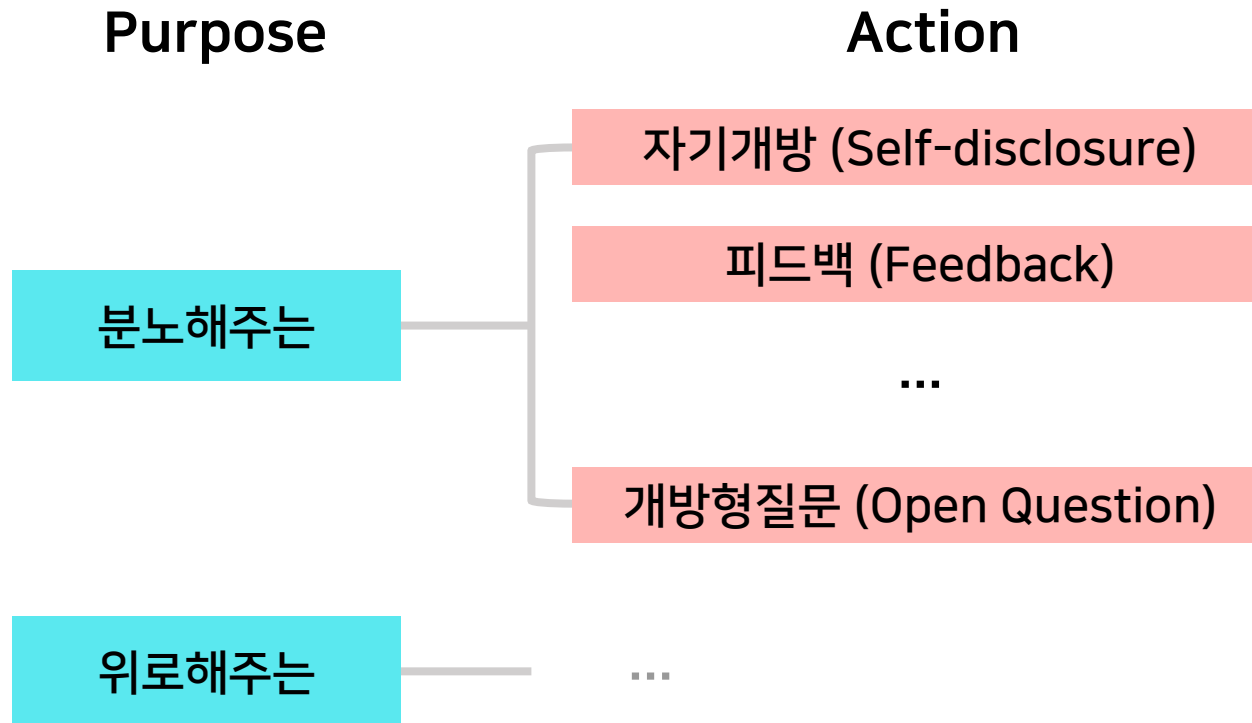 Purpose
Action
자기개방 (Self-disclosure)
피드백 (Feedback)
분노해주는
...
개방형질문 (Open Question)
위로해주는
...